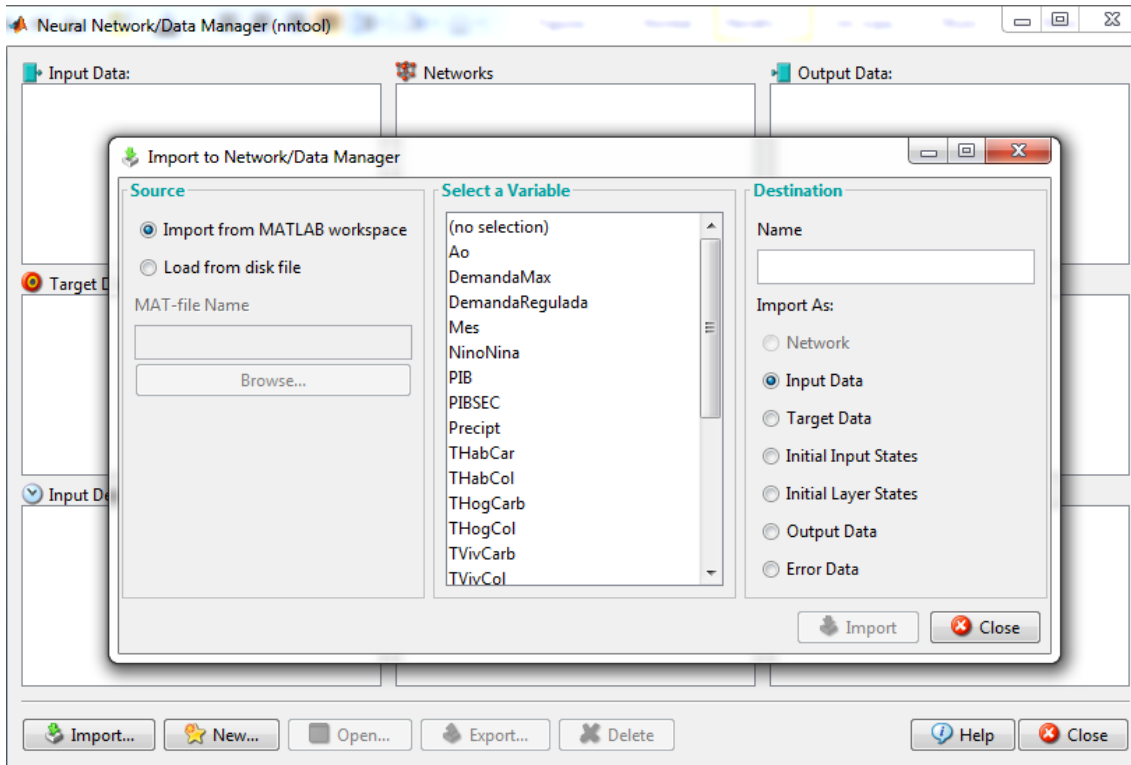 Neural Network/Data Manager (nntool)
Input Data:
Networks
Output Data:
Import to Network/Data Manager
Source
Import from MATLAB workspace
Load from disk file
MAT-file Name
Browse...
Select a Variable
(no selection)
Ao
DemandaMax
DemandaRegulada
Mes
NinoNina
PIB
PIBSEC
Precipt
THabCar
THabCol
THogCarb
THogCol
TVivCarb
TVivCol
Destination
Name
Import As:
Network
Input Data
Target Data
Initial Input States
Initial Layer States
Output Data
Error Data
Import
Close
Target D
Input De
Import...
New...
Open...
Export...
Delete
Help
Close